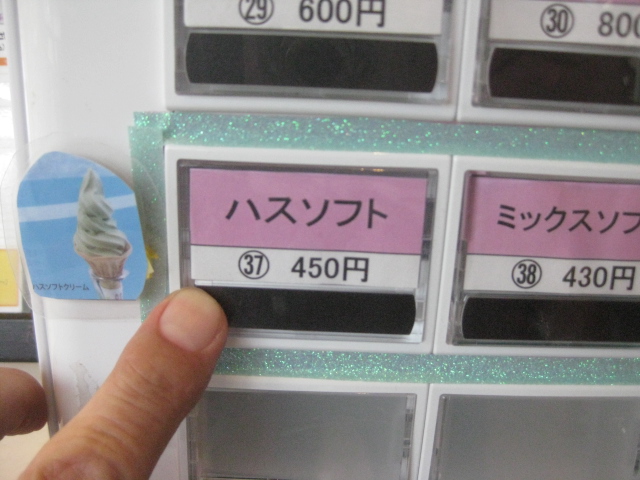 ㉙ 600円
㉚ 800
ハスソフト
㊲ 450円
ミックスソフ
㊳ 430円
ハスソフトクリーム